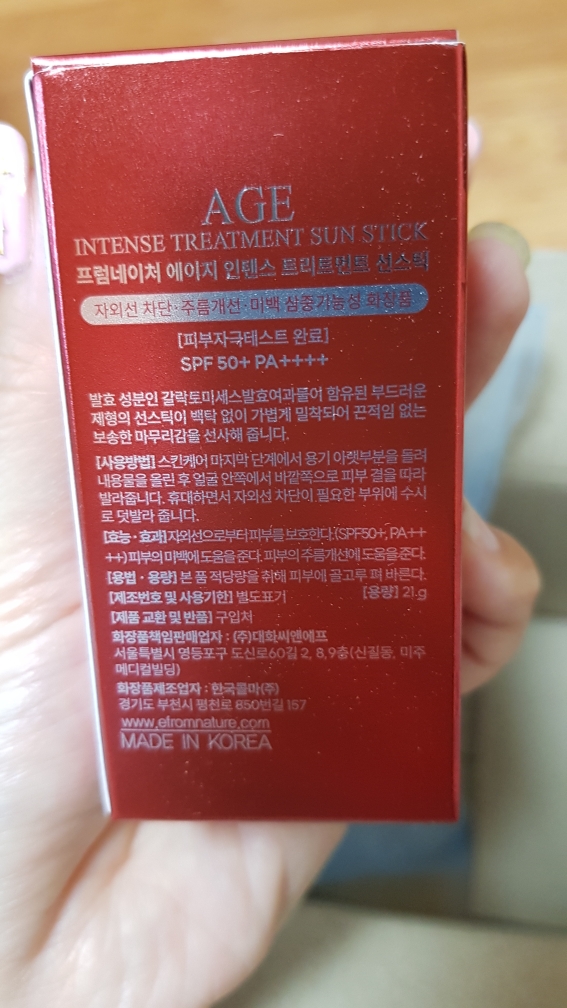 AGE
INTENSE TREATMENT SUN STICK
프럼네이처 에이지 인텐스 트리트먼트 선스틱
자외선 차단·주름개선·미백 삼중기능성 화장품
[피부자극테스트 완료]
SPF 50+ PA++++
발효 성분인 갈락토미세스발효여과물이 함유된 부드러운
제형의 선스틱이 백탁 없이 가볍게 밀착되어 끈적임 없는
보송한 마무리감을 선사해 줍니다.
[사용방법] 스킨케어 마지막 단계에서 용기 아랫부분을 돌려
내용물을 올린 후 얼굴 안쪽에서 바깥쪽으로 피부 결을 따라
발라줍니다. 휴대하면서 자외선 차단이 필요한 부위에 수시
로 덧발라 줍니다.
[효능·효과] 자외선으로부터 피부를 보호한다.(SPF50+, PA++
++) 피부의 미백에 도움을 준다. 피부의 주름개선에 도움을 준다.
[용법·용량] 본 품 적당량을 취해 피부에 골고루 펴 바른다.
[제조번호 및 사용기한] 별도표기 [용량] 21.g
[제품 교환 및 반품] 구입처
화장품책임판매업자 : (주)대화씨앤에프
서울특별시 영등포구 도신로60길 2, 8,9층(신길동, 미주
메디컬빌딩)
화장품제조업자 : 한국콜마(주)
경기도 부천시 평천로 850번길 157
www.efromnature.com
MADE IN KOREA